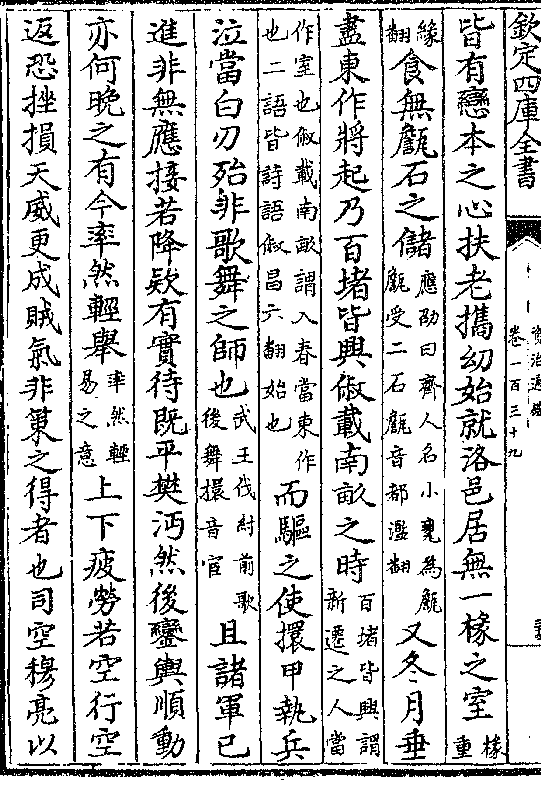 欽定四庫全書
資治通鑑
卷一百三十九
皆有戀本之心扶老攜幼始就洛邑居無一椽之室椽重
緣翻食無甔石之儲應劭曰齊人名小甕為甔甔受二石甔音都濫翻又冬月垂
盡東作將起乃百堵皆興俶載南畝之時百堵皆興謂新遷之人當
作室也俶載南畝謂入春當東作也二語皆詩語俶昌六翻始也而驅之使擐甲執兵
泣當白刃殆非歌舞之師也武王伐紂前歌後舞擐音官且諸軍已
進非無應接若降欵有實待既平樊沔然後鑾輿順動
亦何晚之有今率然輕舉率然輕易之意上下疲勞若空行空
返恐挫損天威更成賊氣非策之得者也司空穆亮以